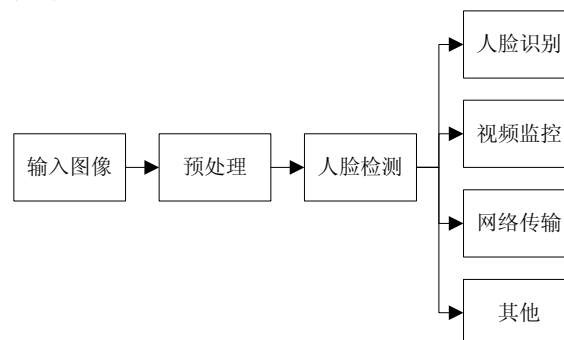 输入图像
预处理
人脸检测
人脸识别
视频监控
网络传输
其他